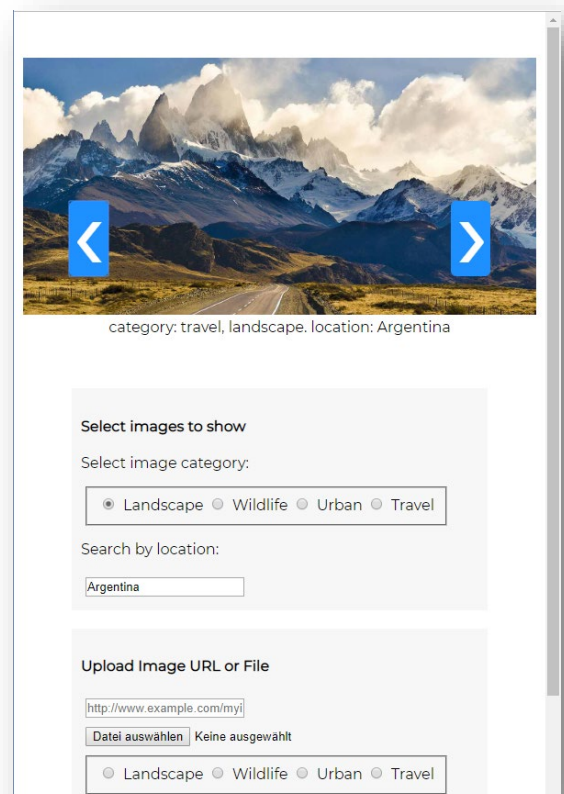 category: travel, landscape. location: Argentina
Select images to show
Select image category:
Landscape Wildlife Urban Travel
Search by location:
Argentina
Upload Image URL or File
http://www.example.com/myi
Datei auswählen Keine ausgewählt
Landscape Wildlife Urban Travel